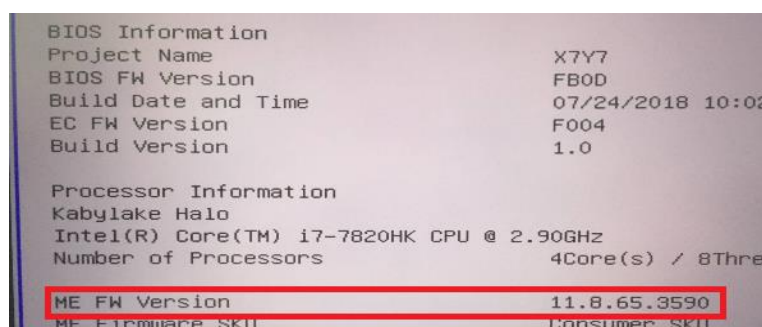 BIOS Information
Project Name X7Y7
BIOS FW Version FB0D
Build Date and Time 07/24/2018 10:02
EC FW Version F004
Build Version 1.0
Processor Information
Kabylake Halo
Intel(R) Core(TM) i7-7820HK CPU @ 2.90GHz
Number of Processors 4Core(s) / 8Thre
ME FW Version 11.8.65.3590
ME Firmware SKU Consumer SKU